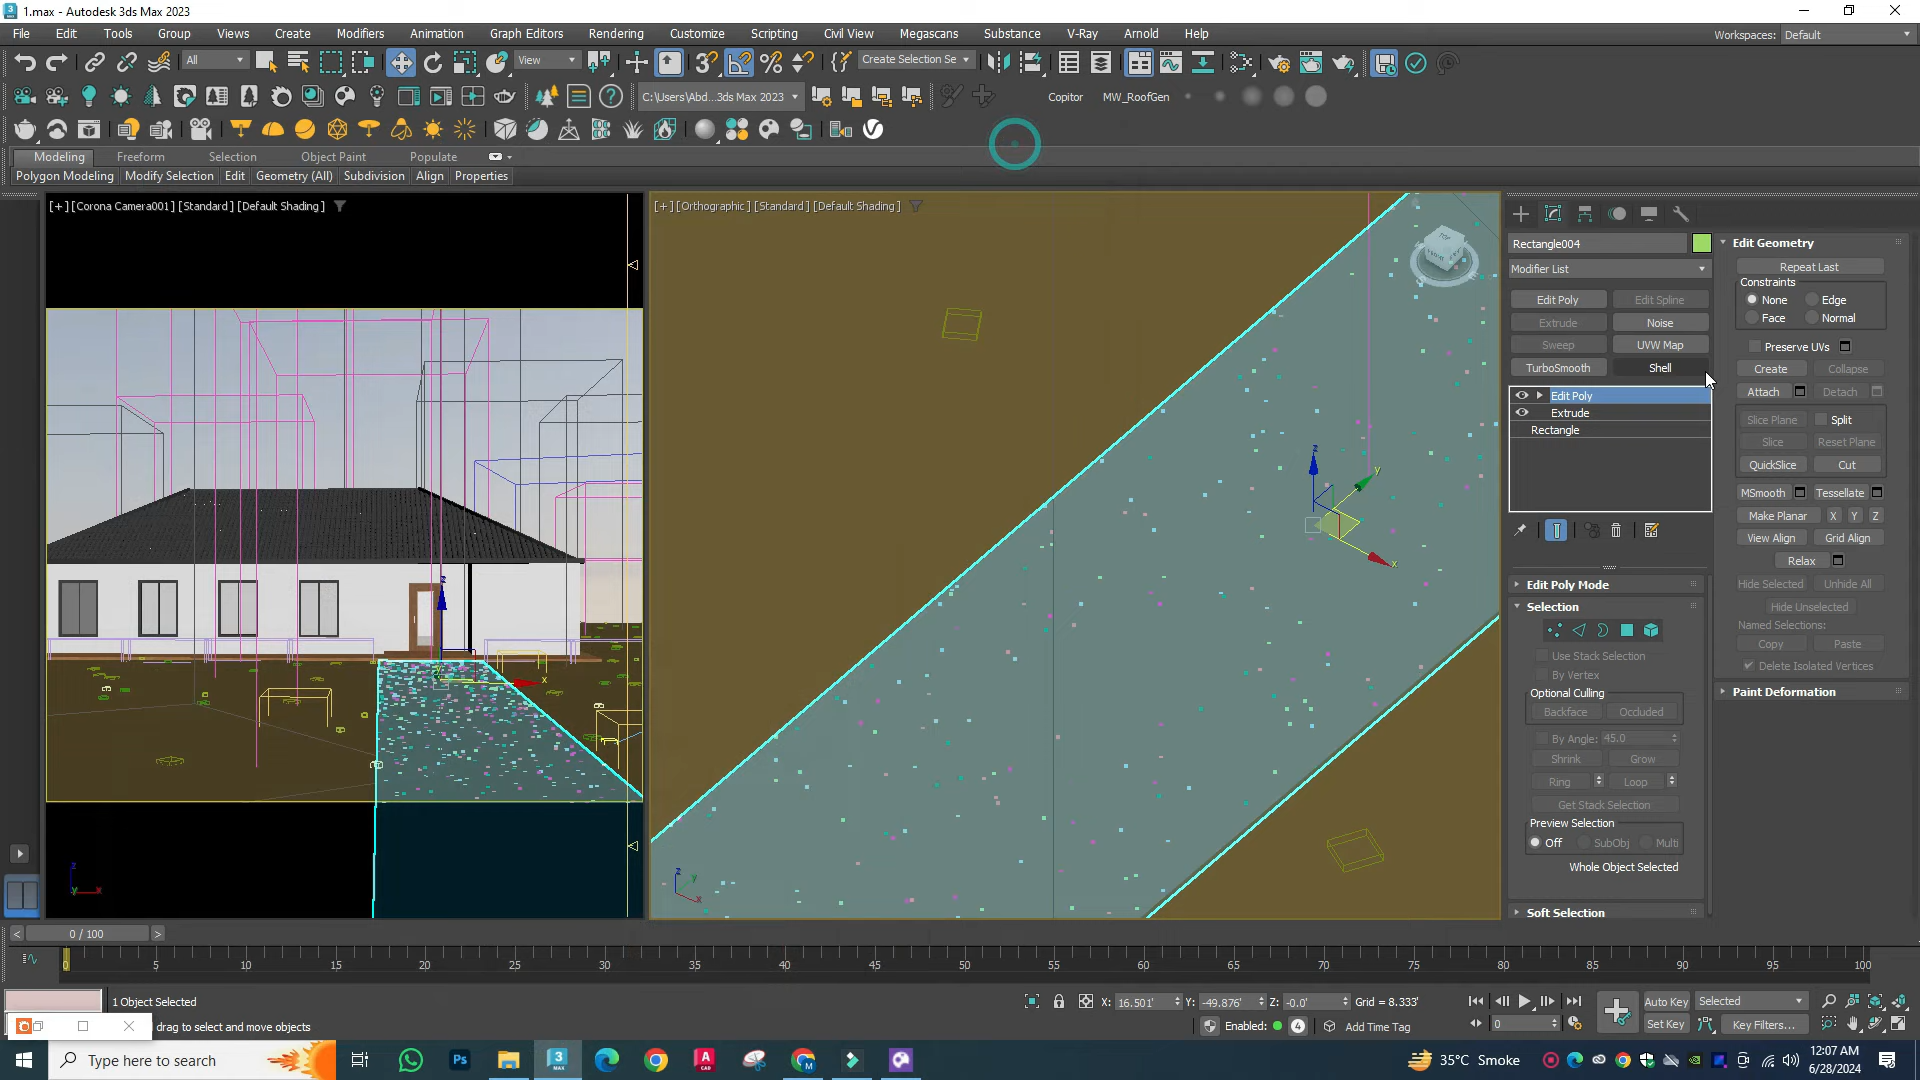 1.max - Autodesk 3ds Max 2023
File Edit Tools Group Views Create Modifiers Animation Graph Editors Rendering Customize Scripting Civil View Megascans Substance V-Ray Arnold Help
Workspaces: Default
All
View
Create Selection Se
C:\Users\Abd...3ds Max 2023
Copitor
MW_RoofGen
Modeling Freeform Selection Object Paint Populate
Polygon Modeling Modify Selection Edit Geometry (All) Subdivision Align Properties
[+] [Corona Camera001] [Standard] [Default Shading]
[+] [Orthographic] [Standard] [Default Shading]
Rectangle004
Modifier List
Edit Poly Edit Spline
Extrude Noise
Sweep UVW Map
TurboSmooth Shell
Edit Poly
Extrude
Rectangle
Edit Poly Mode
Selection
Use Stack Selection
By Vertex
Optional Culling
Backface Occluded
By Angle: 45.0
Shrink Grow
Ring Loop
Get Stack Selection
Preview Selection
Off SubObj Multi
Whole Object Selected
Soft Selection
Edit Geometry
Repeat Last
Constraints
None Edge
Face Normal
Preserve UVs
Create Collapse
Attach Detach
Slice Plane Split
Slice Reset Plane
QuickSlice Cut
MSmooth Tessellate
Make Planar X Y Z
View Align Grid Align
Relax
Hide Selected Unhide All
Hide Unselected
Named Selections:
Copy Paste
Delete Isolated Vertices
Paint Deformation
TOP
z
y
x
z
x
z
y
x
z
y
x
< 0 / 100 >
0 5 10 15 20 25 30 35 40 45 50 55 60 65 70 75 80 85 90 95 100
1 Object Selected
drag to select and move objects
X: 16.501' Y: -49.876' Z: -0.0' Grid = 8.333'
Enabled: 4 Add Time Tag
0
Auto Key Selected
Set Key Key Filters...
Type here to search
Ps
3
MAX
A
CAD
M
35°C Smoke
12:07 AM
6/28/2024